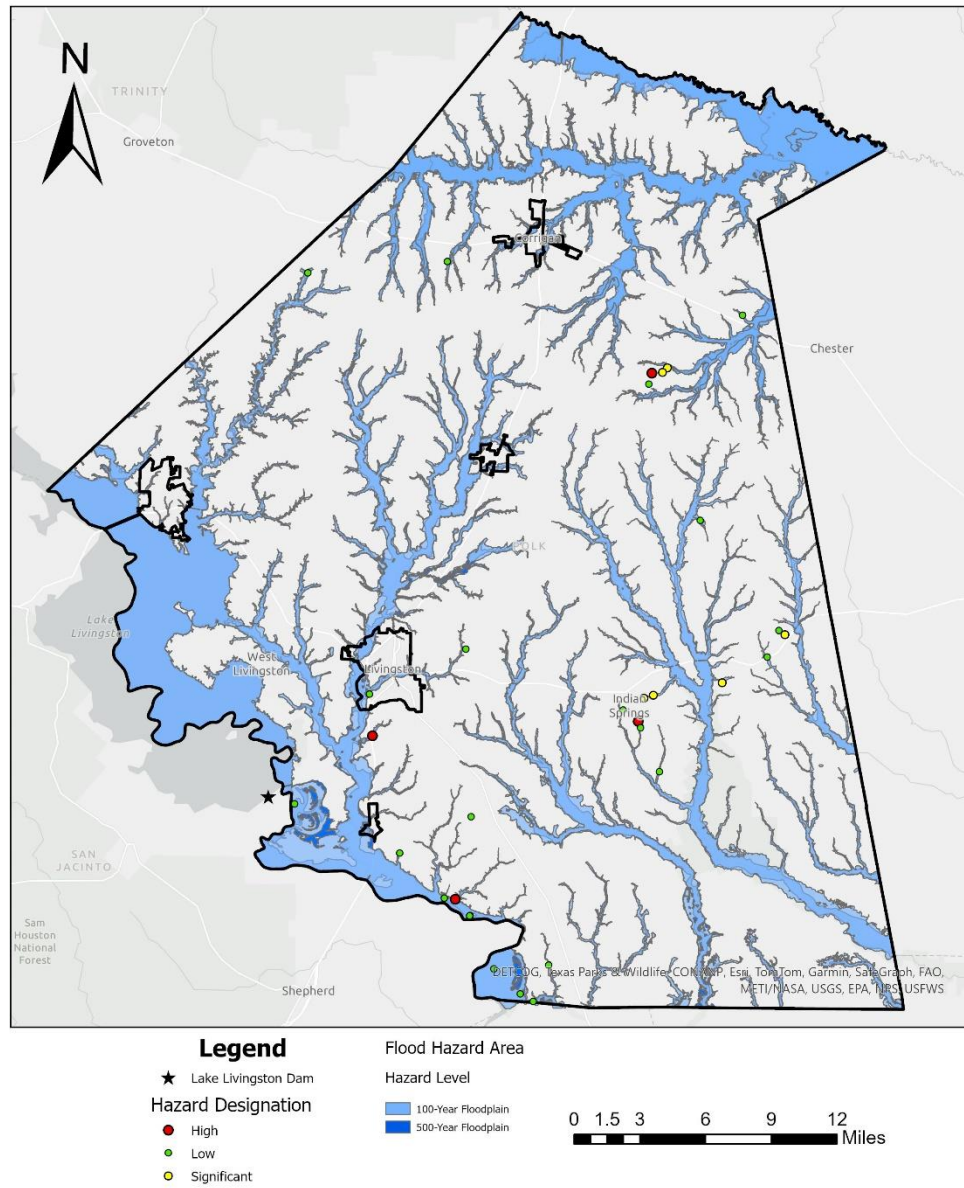 N
TRINITY
Groveton
Corrigan
Chester
POLK
Lake
Livingston
West
Livingston
Livingston
Indian
Springs
SAN
JACINTO
Sam
Houston
National
Forest
Shepherd
DETCOG, Texas Parks & Wildlife, CONANP, Esri, TomTom, Garmin, SafeGraph, FAO,
METI/NASA, USGS, EPA, NPS, USFWS
Legend
Lake Livingston Dam
Hazard Designation
High
Low
Significant
Flood Hazard Area
Hazard Level
100-Year Floodplain
500-Year Floodplain
0 1.5 3 6 9 12
Miles